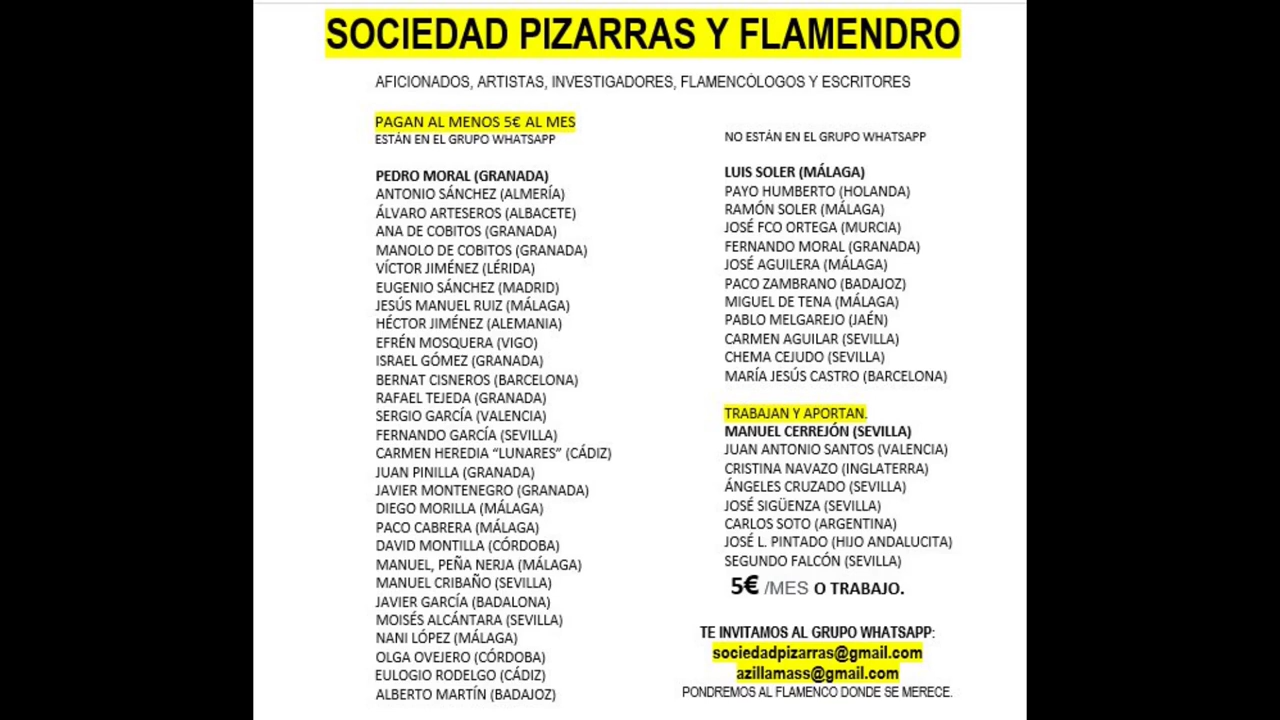 SOCIEDAD PIZARRAS Y FLAMENDRO
AFICIONADOS, ARTISTAS, INVESTIGADORES, FLAMENCÓLOGOS Y ESCRITORES
PAGAN AL MENOS 5€ AL MES
ESTÁN EN EL GRUPO WHATSAPP
PEDRO MORAL (GRANADA)
ANTONIO SÁNCHEZ (ALMERÍA)
ÁLVARO ARTESEROS (ALBACETE)
ANA DE COBITOS (GRANADA)
MANOLO DE COBITOS (GRANADA)
VÍCTOR JIMÉNEZ (LÉRIDA)
EUGENIO SÁNCHEZ (MADRID)
JESÚS MANUEL RUIZ (MÁLAGA)
HÉCTOR JIMÉNEZ (ALEMANIA)
EFRÉN MOSQUERA (VIGO)
ISRAEL GÓMEZ (GRANADA)
BERNAT CISNEROS (BARCELONA)
RAFAEL TEJEDA (GRANADA)
SERGIO GARCÍA (VALENCIA)
FERNANDO GARCÍA (SEVILLA)
CARMEN HEREDIA “LUNARES” (CÁDIZ)
JUAN PINILLA (GRANADA)
JAVIER MONTENEGRO (GRANADA)
DIEGO MORILLA (MÁLAGA)
PACO CABRERA (MÁLAGA)
DAVID MONTILLA (CÓRDOBA)
MANUEL, PEÑA NERJA (MÁLAGA)
MANUEL CRIBAÑO (SEVILLA)
JAVIER GARCÍA (BADALONA)
MOISÉS ALCÁNTARA (SEVILLA)
NANI LÓPEZ (MÁLAGA)
OLGA OVEJERO (CÓRDOBA)
EULOGIO RODELGO (CÁDIZ)
ALBERTO MARTÍN (BADAJOZ)
NO ESTÁN EN EL GRUPO WHATSAPP
LUIS SOLER (MÁLAGA)
PAYO HUMBERTO (HOLANDA)
RAMÓN SOLER (MÁLAGA)
JOSÉ FCO ORTEGA (MURCIA)
FERNANDO MORAL (GRANADA)
JOSÉ AGUILERA (MÁLAGA)
PACO ZAMBRANO (BADAJOZ)
MIGUEL DE TENA (MÁLAGA)
PABLO MELGAREJO (JAÉN)
CARMEN AGUILAR (SEVILLA)
CHEMA CEJUDO (SEVILLA)
MARÍA JESÚS CASTRO (BARCELONA)
TRABAJAN Y APORTAN.
MANUEL CERREJÓN (SEVILLA)
JUAN ANTONIO SANTOS (VALENCIA)
CRISTINA NAVAZO (INGLATERRA)
ÁNGELES CRUZADO (SEVILLA)
JOSÉ SIGÜENZA (SEVILLA)
CARLOS SOTO (ARGENTINA)
JOSÉ L. PINTADO (HIJO ANDALUCITA)
SEGUNDO FALCÓN (SEVILLA)
5€ /MES O TRABAJO.
TE INVITAMOS AL GRUPO WHATSAPP:
sociedadpizarras@gmail.com
azillamass@gmail.com
PONDREMOS AL FLAMENCO DONDE SE MERECE.